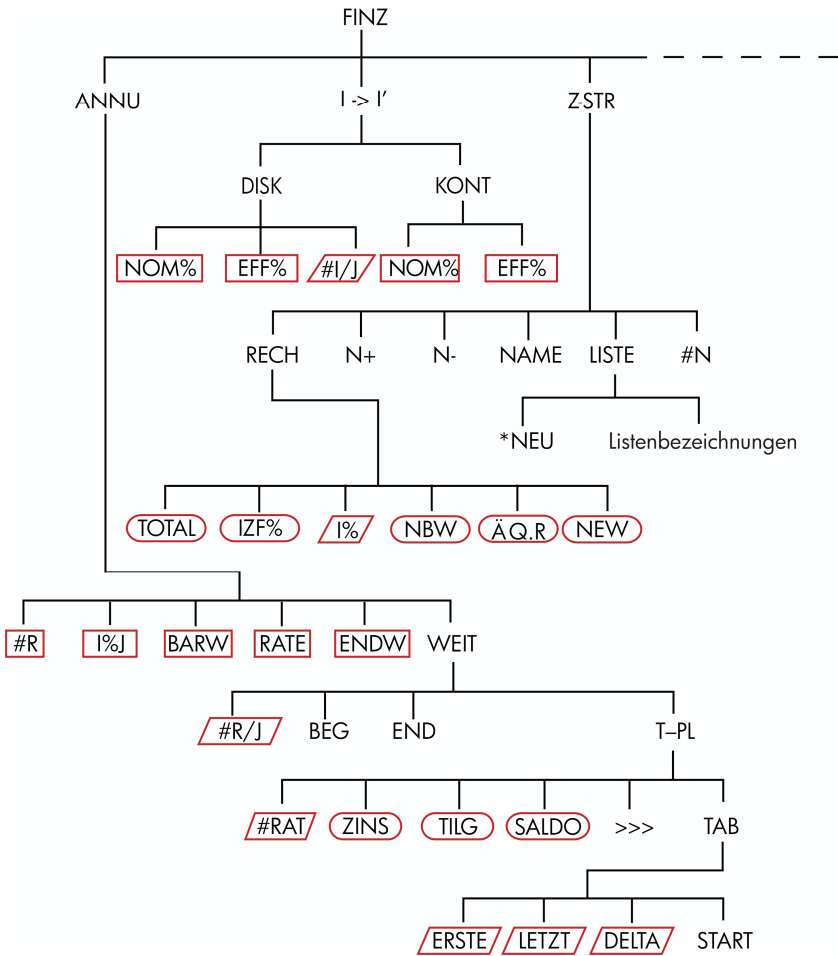 FINZ
ANNU I -> I' Z-STR
DISK KONT
NOM% EFF% #I/J NOM% EFF%
RECH N+ N- NAME LISTE #N
*NEU Listenbezeichnungen
TOTAL IZF% I% NBW ÄQ.R NEW
#R I%J BARW RATE ENDW WEIT
#R/J BEG END T–PL
#RAT ZINS TILG SALDO >>> TAB
ERSTE LETZT DELTA START